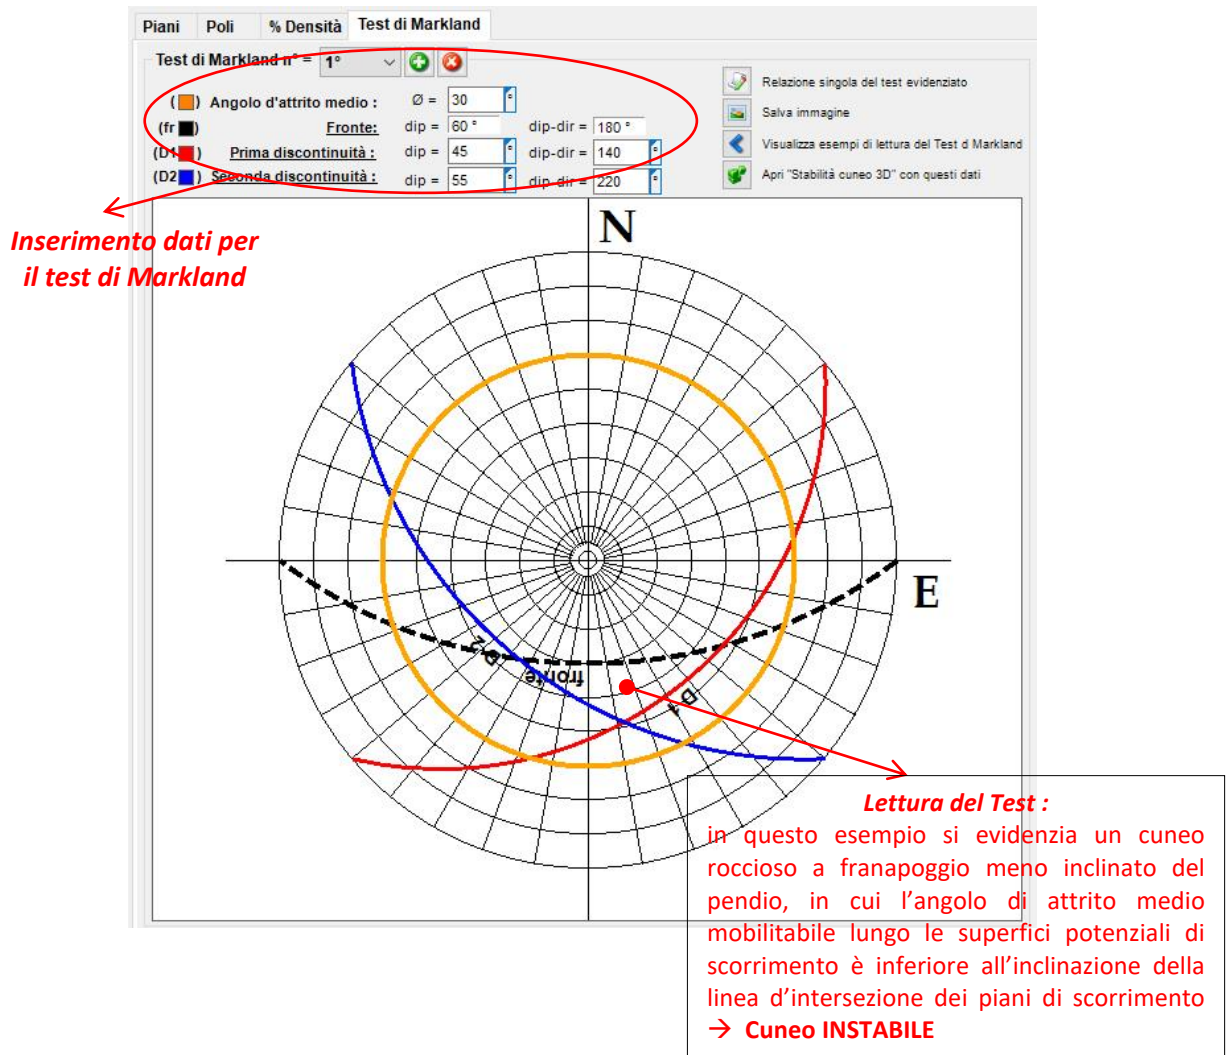 Piani Poli % Densità Test di Markland
Test di Markland n° = 1°
Relazione singola del test evidenziato
( ) Angolo d'attrito medio : Ø = 30 °
Salva immagine
(fr ) Fronte: dip = 60 ° dip-dir = 180 °
Visualizza esempi di lettura del Test d Markland
(D1 ) Prima discontinuità : dip = 45 ° dip-dir = 140 °
(D2 ) Seconda discontinuità : dip = 55 ° dip-dir = 220 °
Apri "Stabilità cuneo 3D" con questi dati
Inserimento dati per
il test di Markland
N
E
D2
fronte
D1
Lettura del Test :
in questo esempio si evidenzia un cuneo
roccioso a franapoggio meno inclinato del
pendio, in cui l’angolo di attrito medio
mobilitabile lungo le superfici potenziali di
scorrimento è inferiore all’inclinazione della
linea d’intersezione dei piani di scorrimento
→ Cuneo INSTABILE